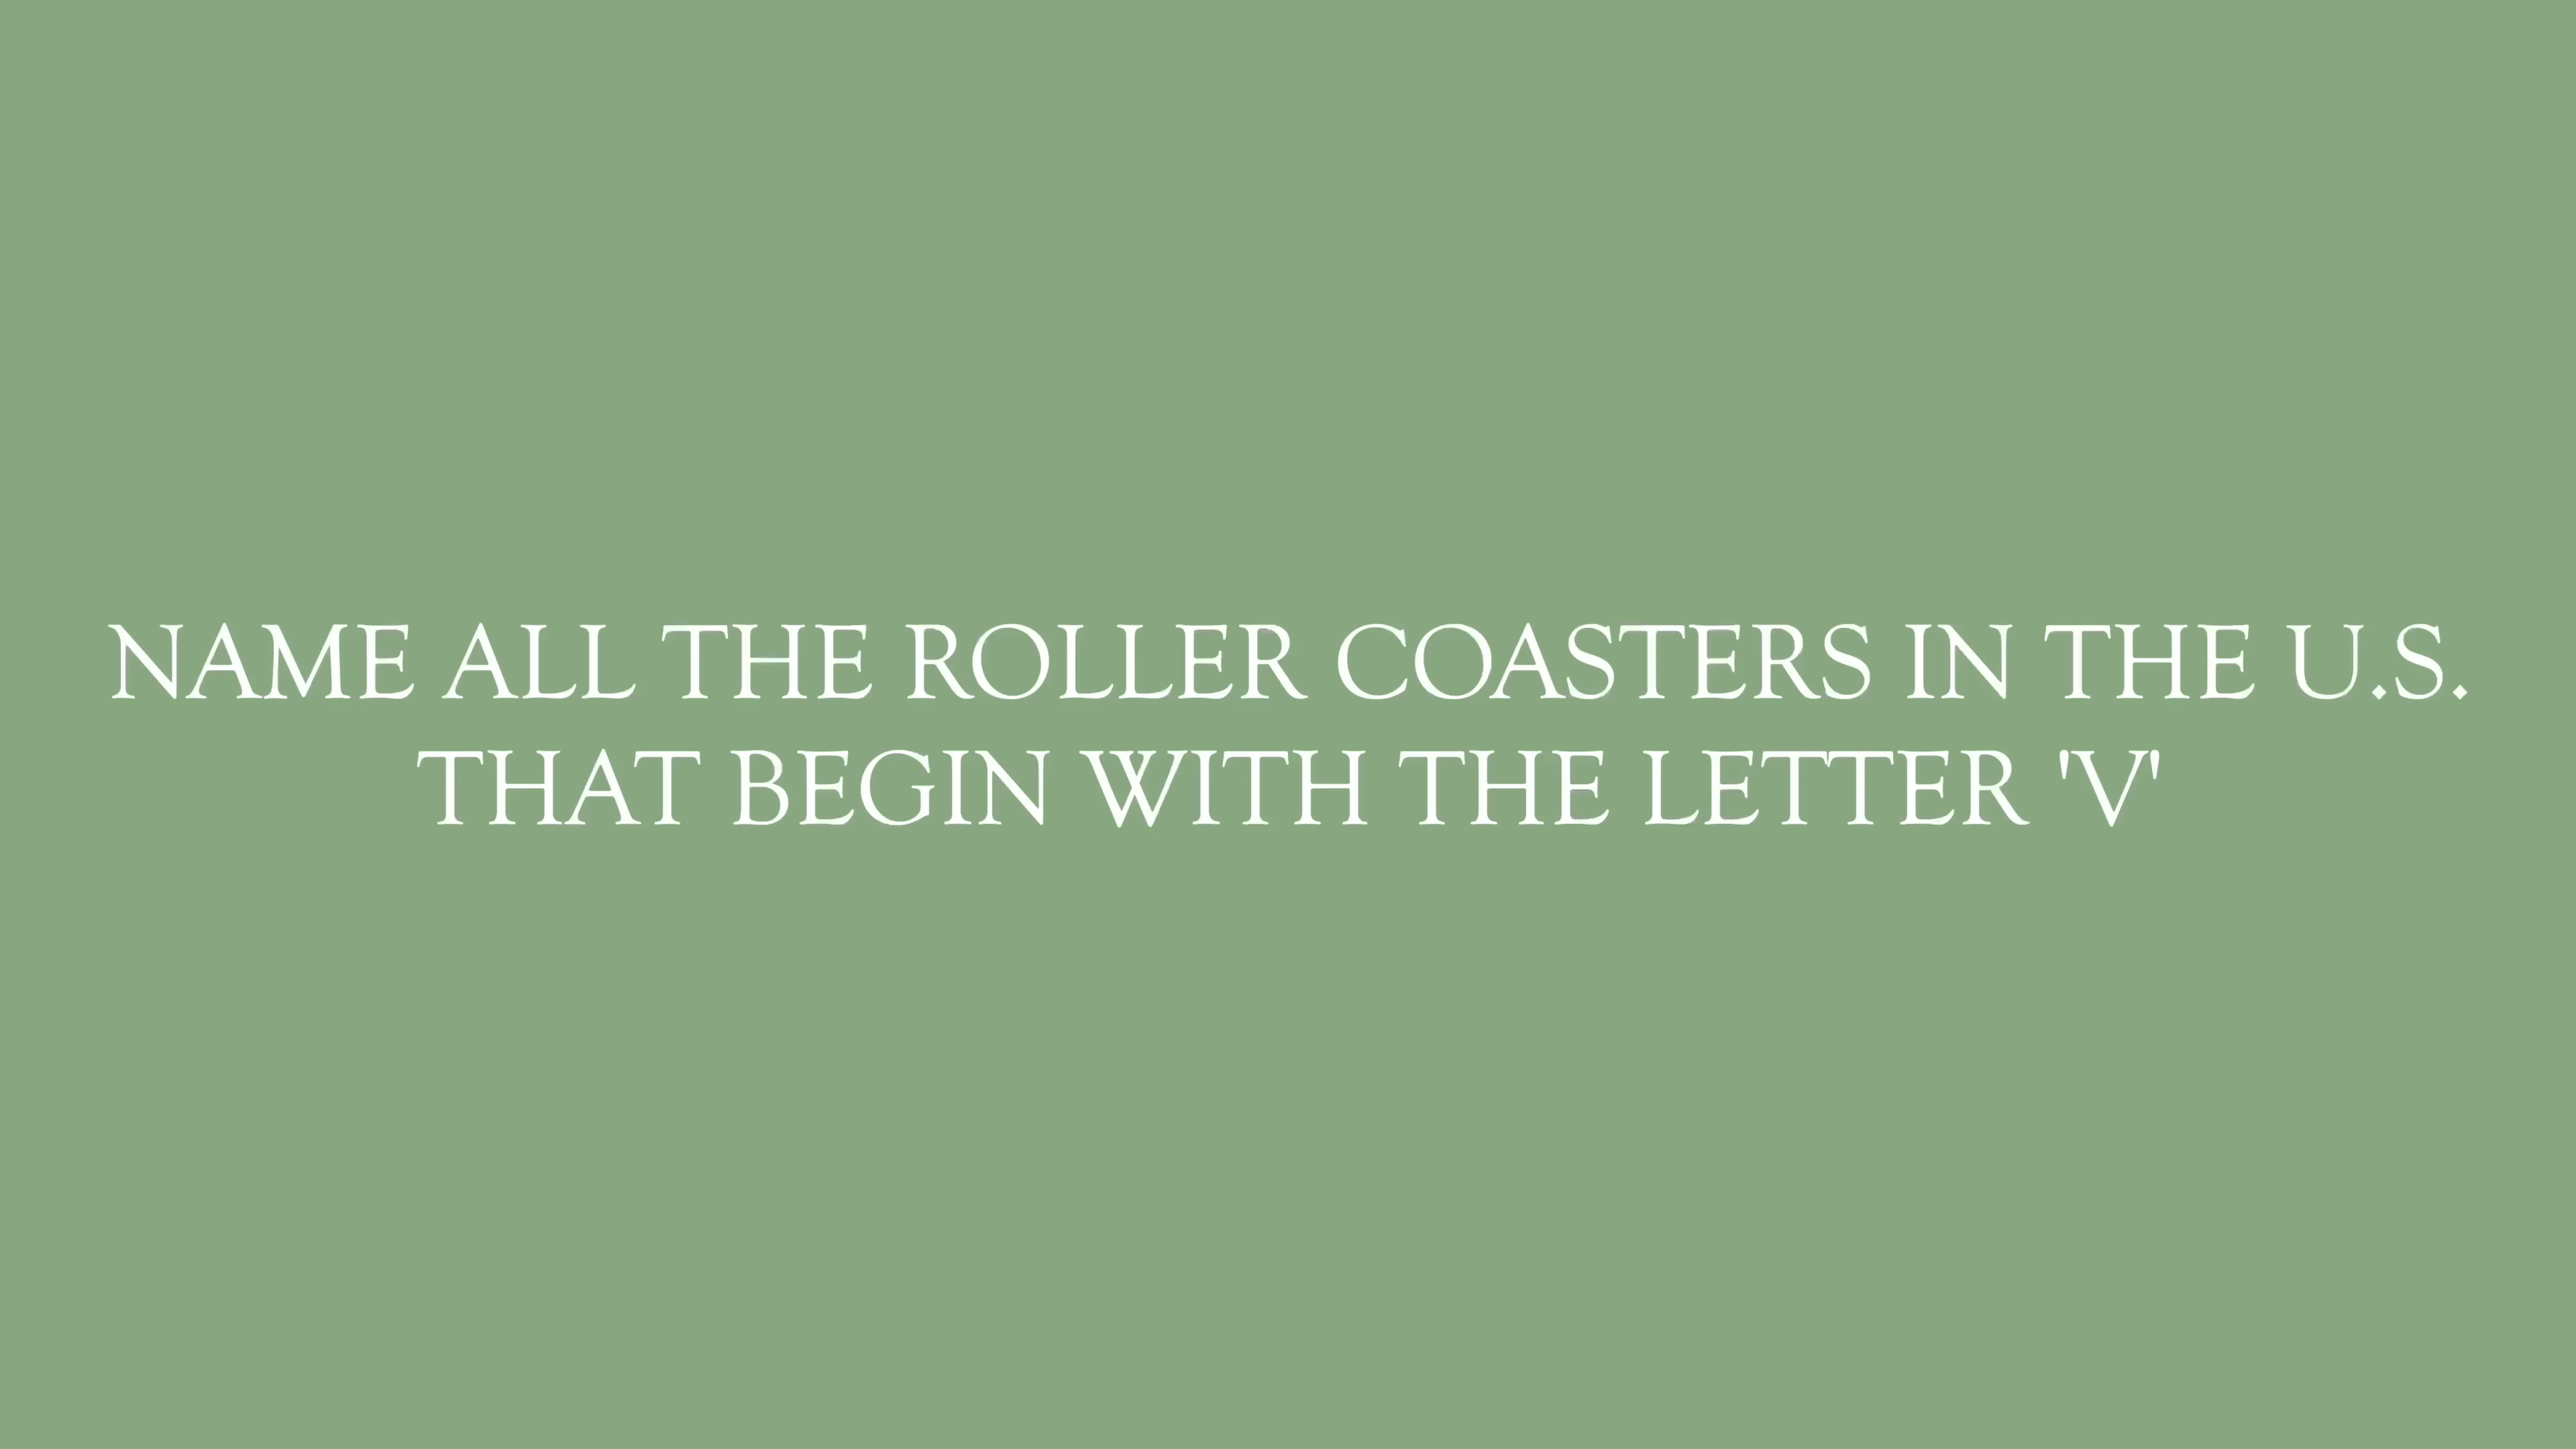 NAME ALL THE ROLLER COASTERS IN THE U.S.
THAT BEGIN WITH THE LETTER 'V'